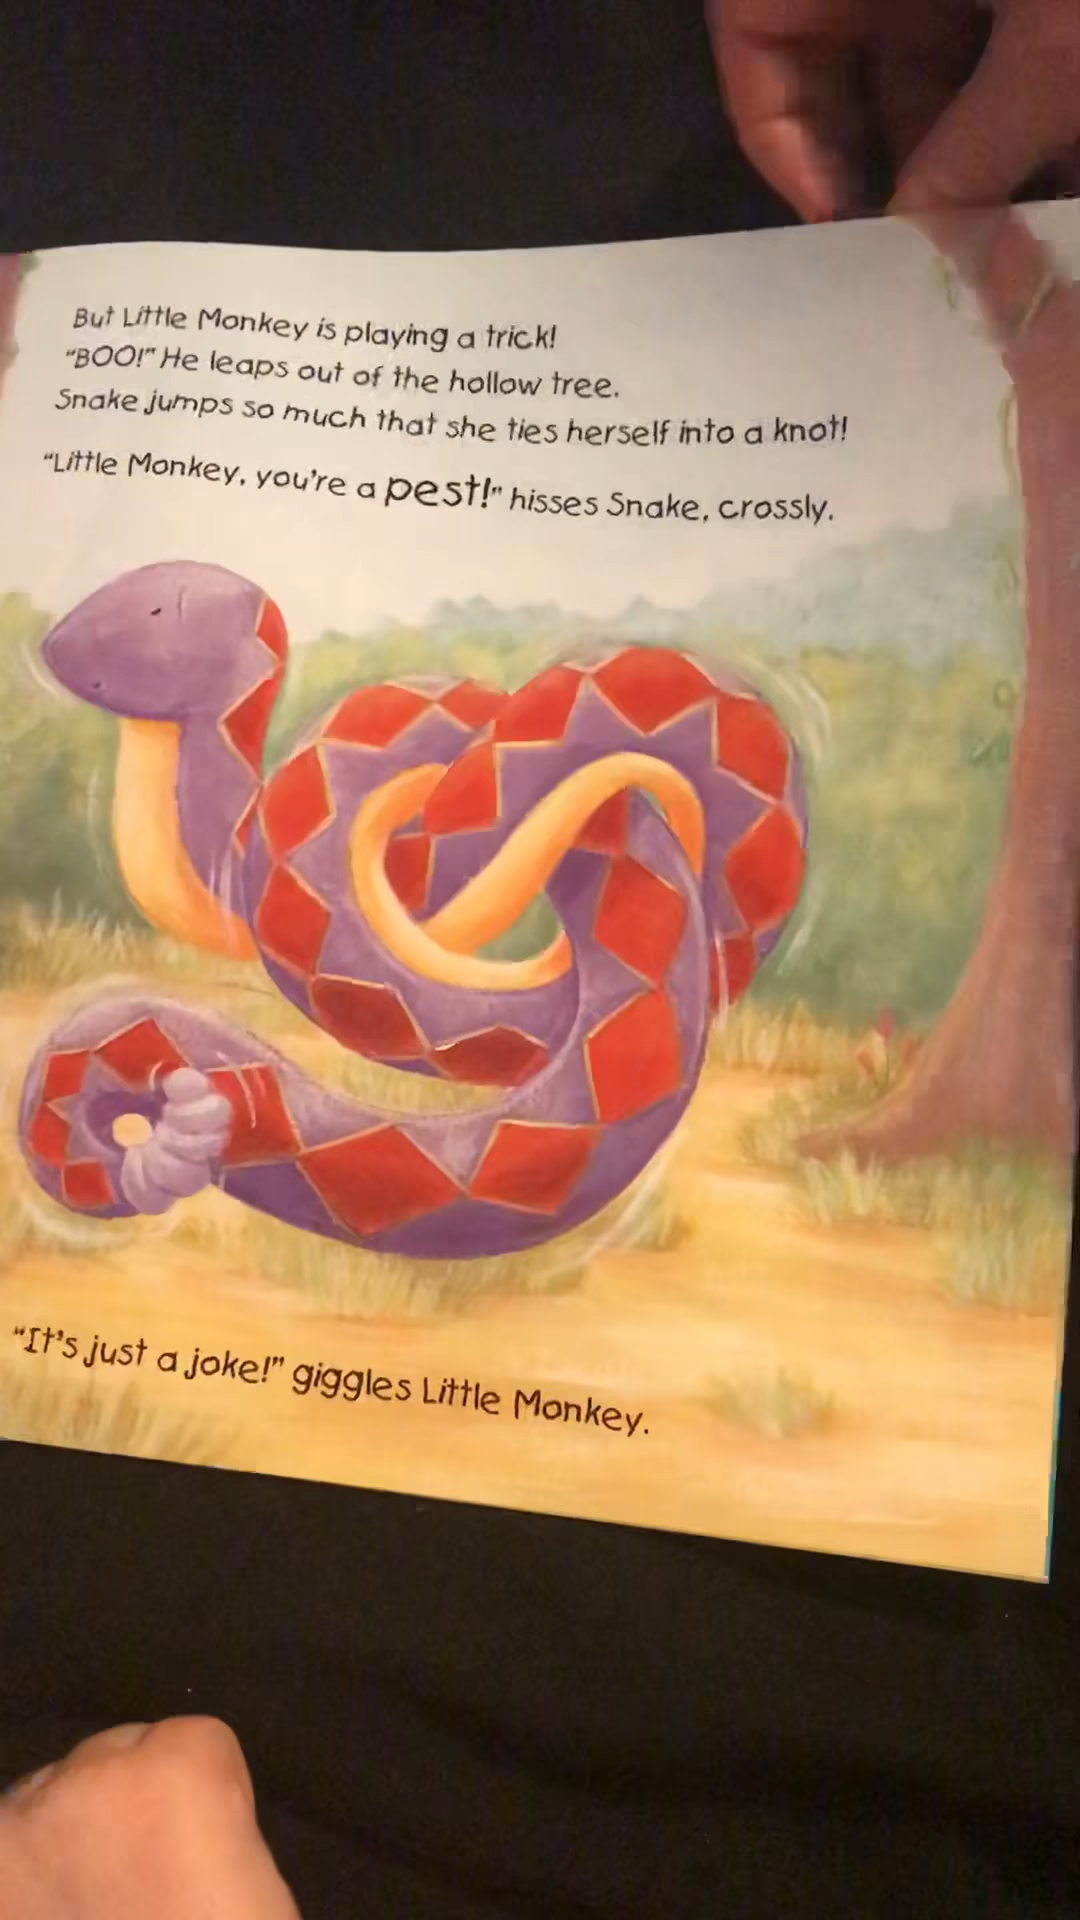 But Little Monkey is playing a trick!
"BOO!" He leaps out of the hollow tree.
Snake jumps so much that she ties herself into a knot!
"Little Monkey, you're a pest!" hisses Snake, crossly.
"It's just a joke!" giggles Little Monkey.